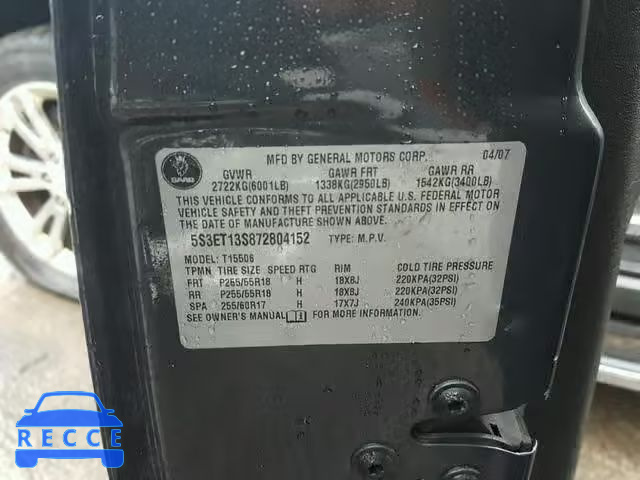 MFD BY GENERAL MOTORS CORP. 04/07
SAAB
GVWR GAWR FRT GAWR RR
2722KG(6001LB) 1338KG(2950LB) 1542KG(3400LB)
THIS VEHICLE CONFORMS TO ALL APPLICABLE U.S. FEDERAL MOTOR
VEHICLE SAFETY AND THEFT PREVENTION STANDARDS IN EFFECT ON THE
DATE OF MANUFACTURE SHOWN ABOVE.
5S3ET13S872804152 TYPE: M.P.V.
MODEL: T15506
TPMN TIRE SIZE SPEED RTG RIM COLD TIRE PRESSURE
FRT P255/55R18 H 18X8J 220KPA(32PSI)
RR P255/55R18 H 18X8J 220KPA(32PSI)
SPA 255/60R17 H 17X7J 240KPA(35PSI)
SEE OWNER'S MANUAL FOR MORE INFORMATION.
RECCE